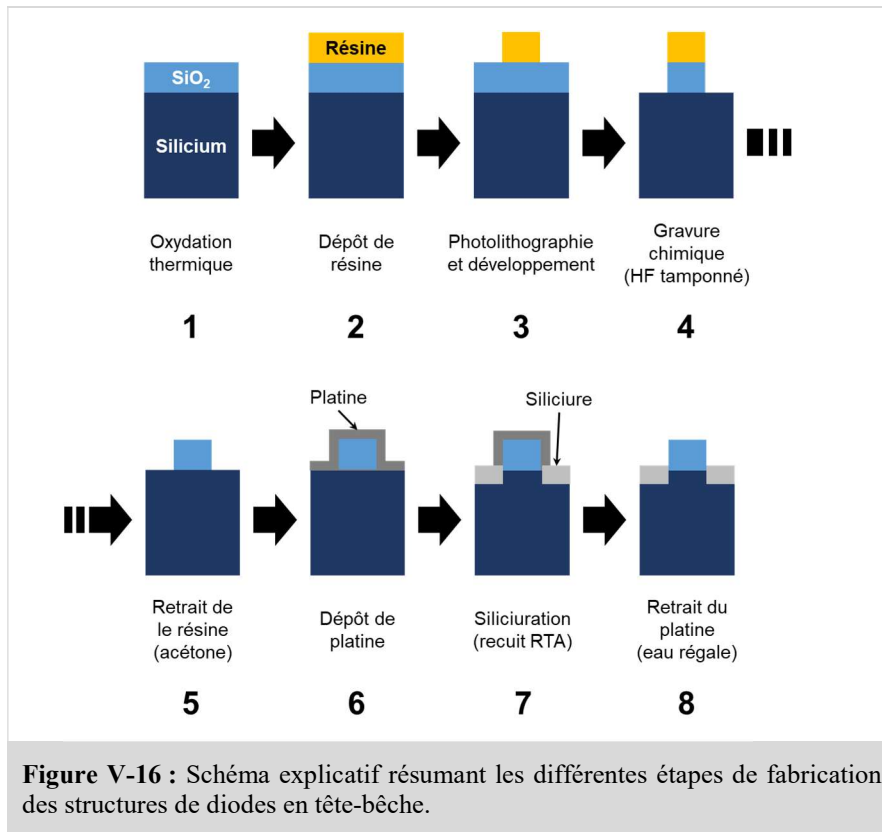 Résine
SiO₂
Silicium
Oxydation
thermique
Dépôt de
résine
Photolithographie
et développement
Gravure
chimique
(HF tamponné)
1
2
3
4
Platine
Siliciure
Retrait de
le résine
(acétone)
Dépôt de
platine
Siliciuration
(recuit RTA)
Retrait du
platine
(eau régale)
5
6
7
8
Figure V-16 : Schéma explicatif résumant les différentes étapes de fabrication
des structures de diodes en tête-bêche.